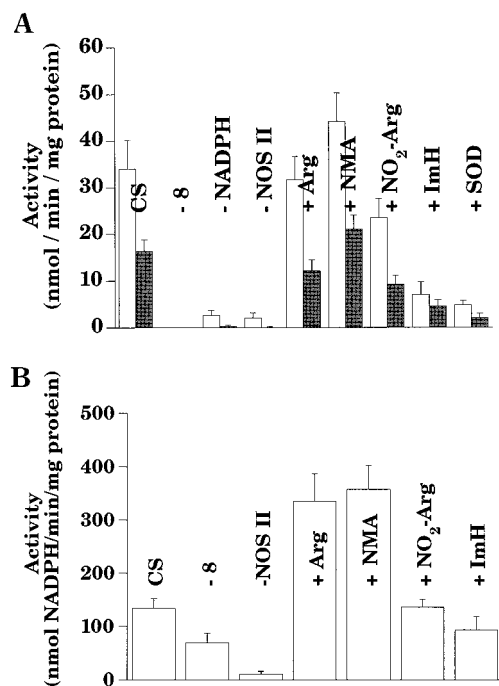 A
Activity
(nmol / min / mg protein)
60
50
40
30
20
10
0
CS
- 8
- NADPH
- NOS II
+ Arg
+ NMA
+ NO2-Arg
+ ImH
+ SOD
B
Activity
(nmol NADPH/min/mg protein)
500
400
300
200
100
0
CS
- 8
-NOS II
+ Arg
+ NMA
+ NO2-Arg
+ ImH